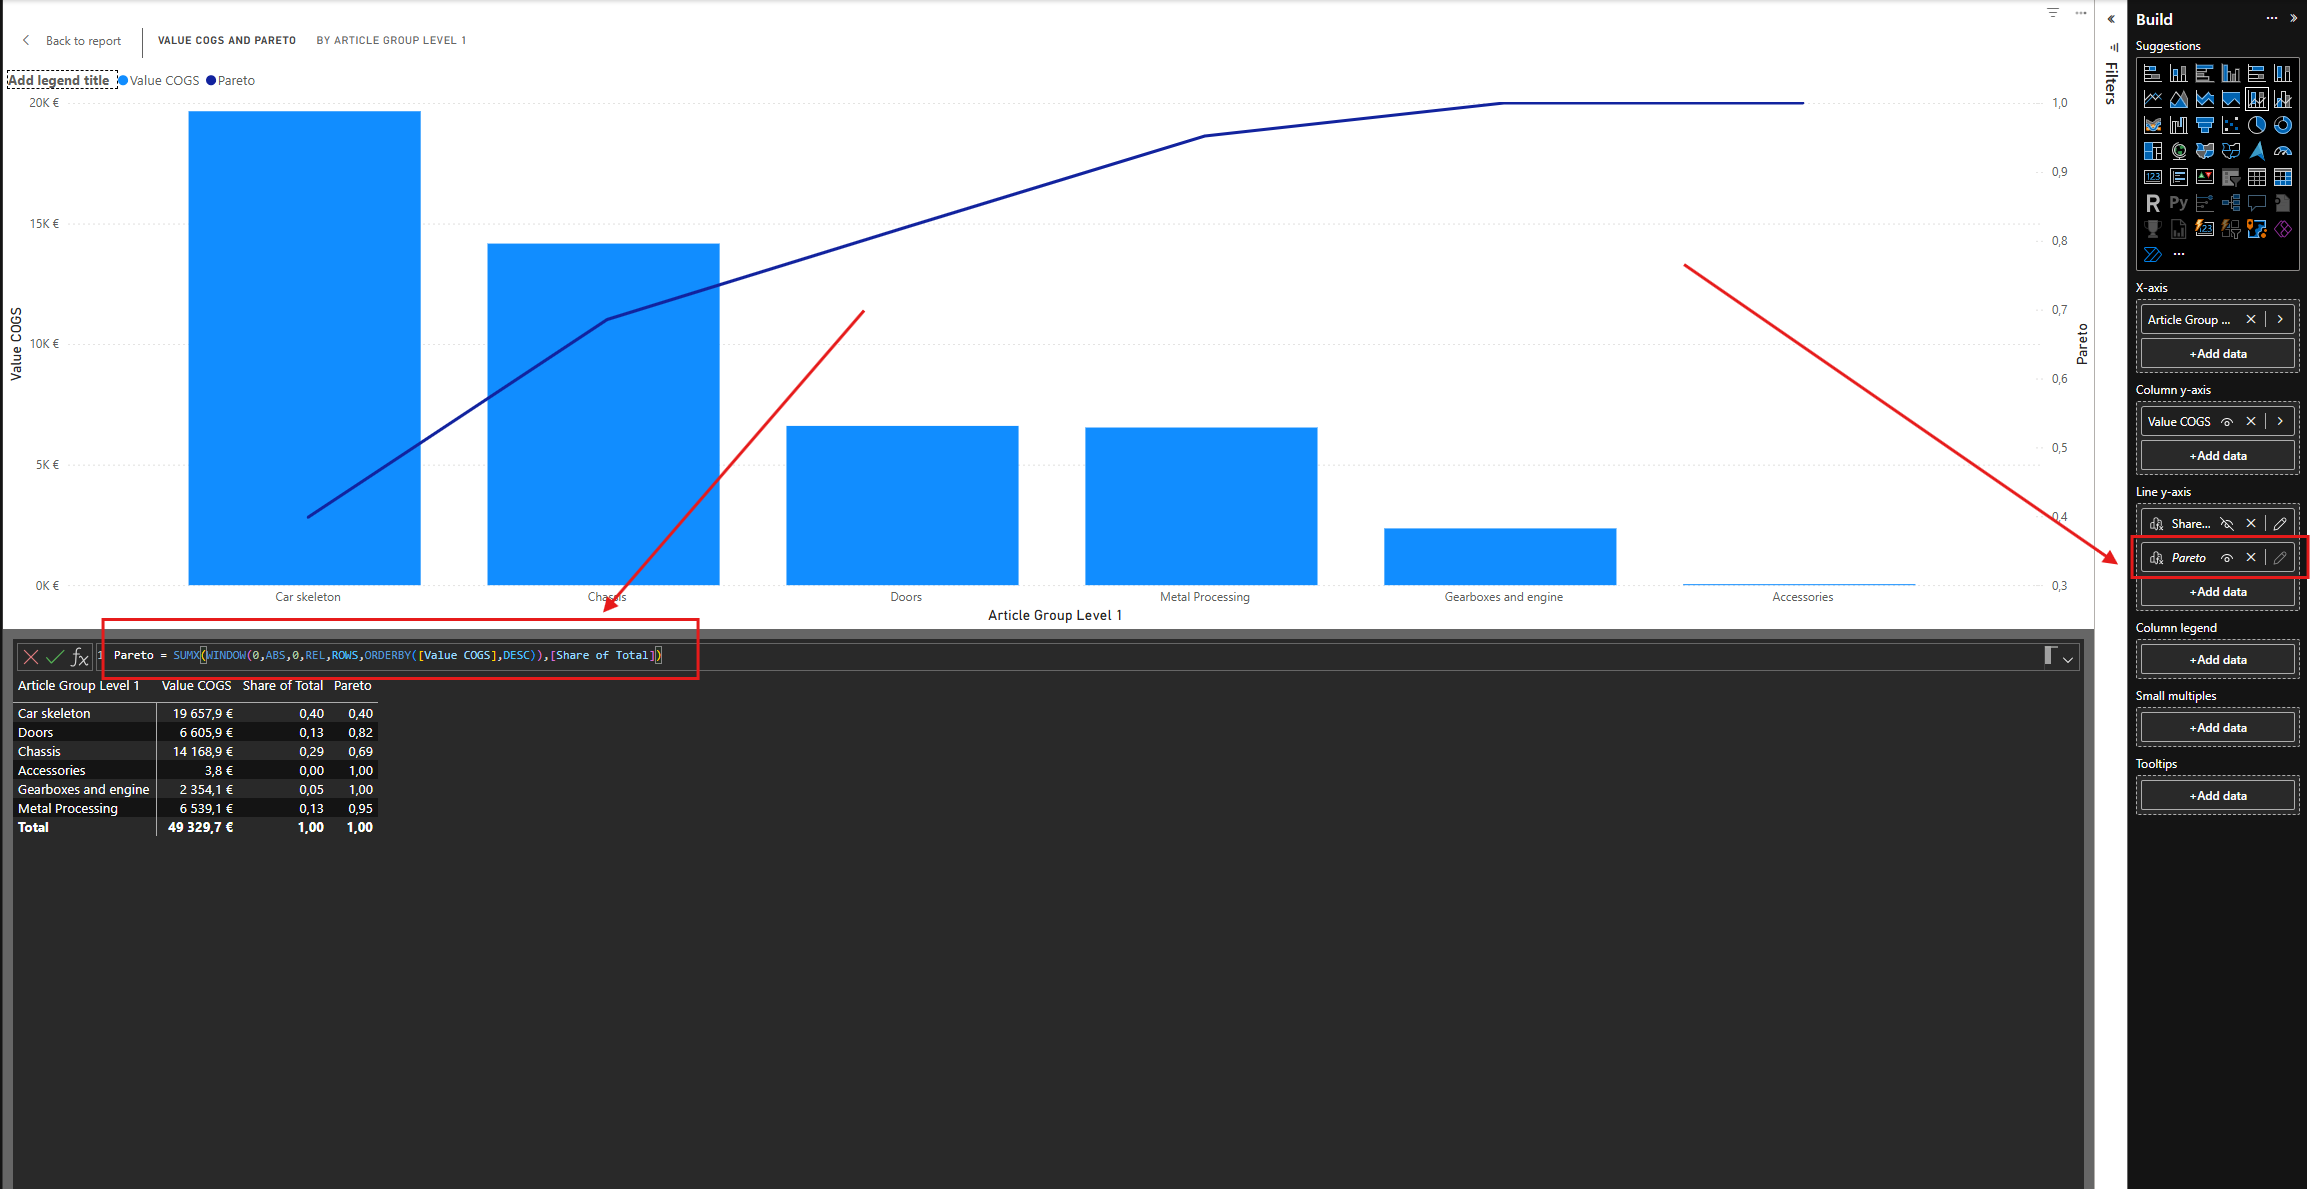 Back to report
VALUE COGS AND PARETO BY ARTICLE GROUP LEVEL 1
Add legend title Value COGS Pareto
20K €
15K €
10K €
5K €
0K €
Value COGS
1,0
0,9
0,8
0,7
0,6
0,5
0,4
0,3
Pareto
Car skeleton Chassis Doors Metal Processing Gearboxes and engine Accessories
Article Group Level 1
1 Pareto = SUMX(WINDOW(0,ABS,0,REL,ROWS,ORDERBY([Value COGS],DESC)),[Share of Total])
Article Group Level 1 Value COGS Share of Total Pareto
Car skeleton 19 657,9 € 0,40 0,40
Doors 6 605,9 € 0,13 0,82
Chassis 14 168,9 € 0,29 0,69
Accessories 3,8 € 0,00 1,00
Gearboxes and engine 2 354,1 € 0,05 1,00
Metal Processing 6 539,1 € 0,13 0,95
Total 49 329,7 € 1,00 1,00
Filters
Build
Suggestions
123
R Py
123
X-axis
Article Group ...
+Add data
Column y-axis
Value COGS
+Add data
Line y-axis
Share...
Pareto
+Add data
Column legend
+Add data
Small multiples
+Add data
Tooltips
+Add data